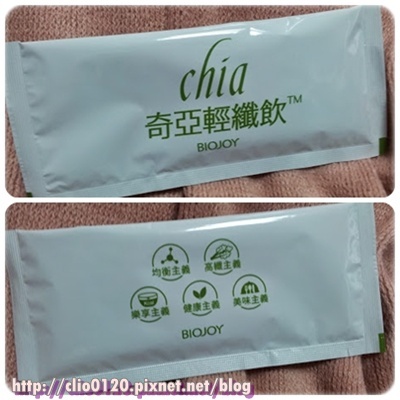 chia
奇亞輕纖飲™
BIOJOY
均衡主義 高纖主義
樂享主義 健康主義 美味主義
BIOJOY
http://clio0120.pixnet.net/blog